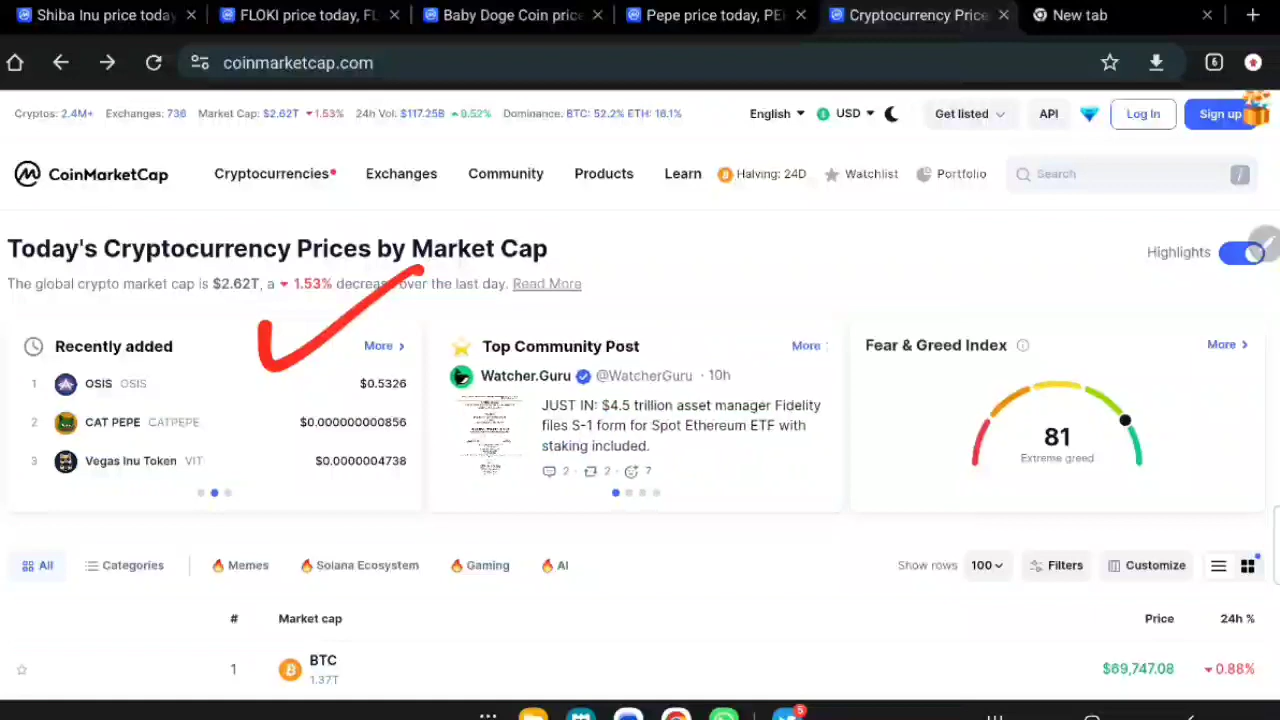 Shiba Inu price today
FLOKI price today, FL
Baby Doge Coin price
Pepe price today, PE
Cryptocurrency Price
New tab
coinmarketcap.com
6
Cryptos: 2.4M+ Exchanges: 736 Market Cap: $2.62T 1.53% 24h Vol: $117.25B 0.52% Dominance: BTC: 52.2% ETH: 16.1%
English USD Get listed API Log In Sign up
CoinMarketCap Cryptocurrencies Exchanges Community Products Learn Halving: 24D Watchlist Portfolio Search /
Today's Cryptocurrency Prices by Market Cap
Highlights
The global crypto market cap is $2.62T, a 1.53% decrease over the last day. Read More
Recently added More
1 OSIS OSIS $0.5326
2 CAT PEPE CATPEPE $0.000000000856
3 Vegas Inu Token VIT $0.0000004738
Top Community Post More
Watcher.Guru @WatcherGuru · 10h
JUST IN: $4.5 trillion asset manager Fidelity
files S-1 form for Spot Ethereum ETF with
staking included.
2 · 2 · 7
Fear & Greed Index More
81
Extreme greed
All Categories Memes Solana Ecosystem Gaming AI Show rows 100 Filters Customize
# Market cap Price 24h %
1 BTC $69,747.08 0.88%
1.37T
5